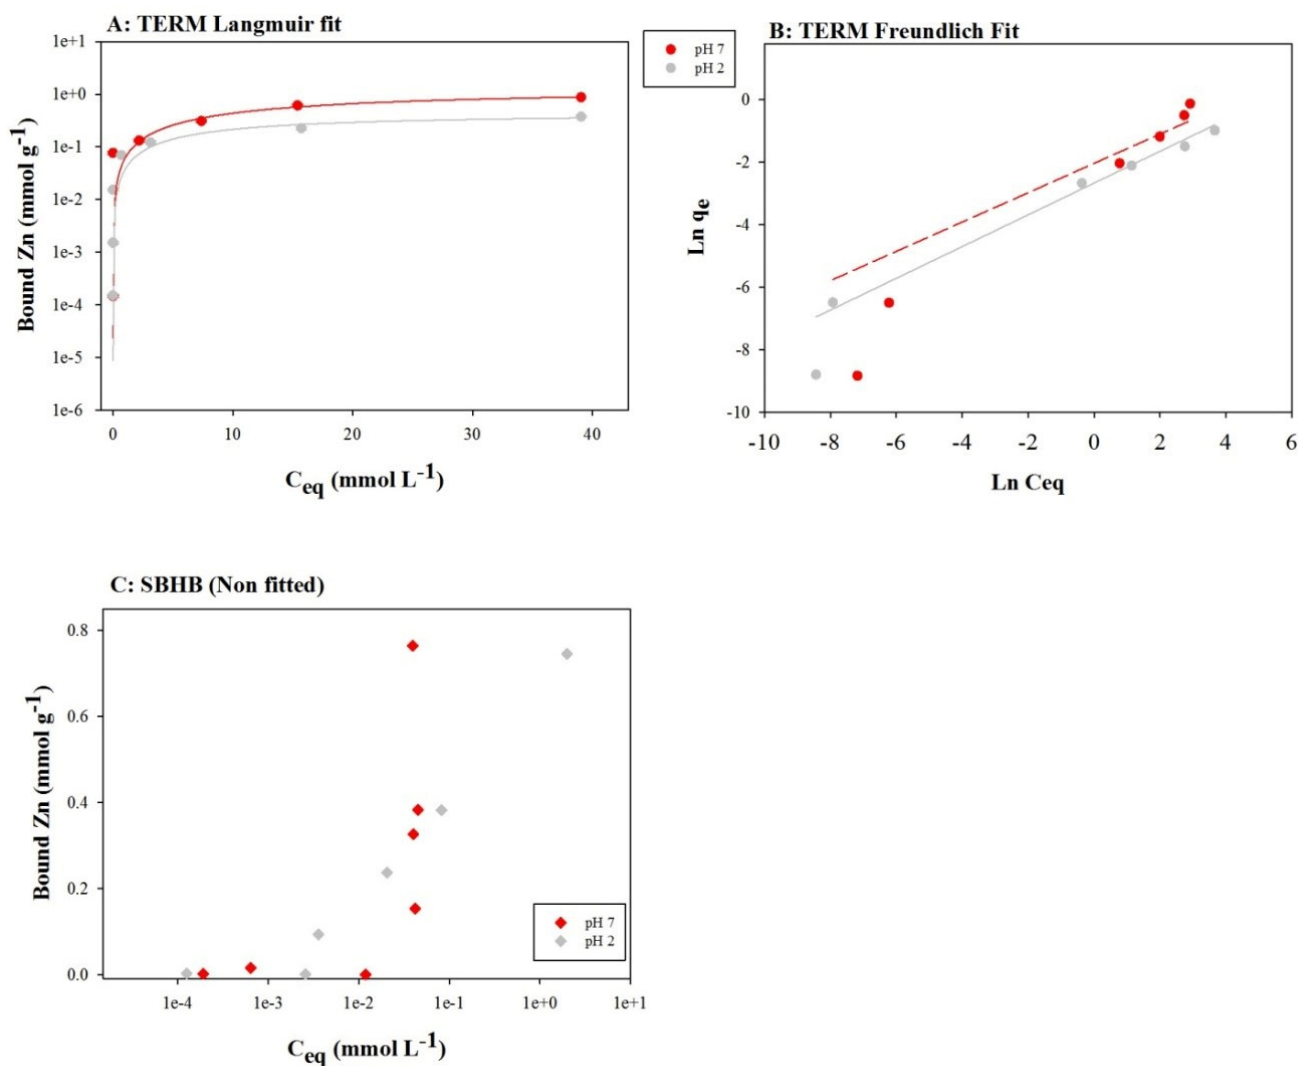 A: TERM Langmuir fit
1e+1
1e+0
1e-1
1e-2
1e-3
1e-4
1e-5
1e-6
Bound Zn (mmol g-1)
0 10 20 30 40
Ceq (mmol L-1)
pH 7
pH 2
B: TERM Freundlich Fit
0
-2
-4
-6
-8
-10
Ln qe
-10 -8 -6 -4 -2 0 2 4 6
Ln Ceq
C: SBHB (Non fitted)
0.8
0.6
0.4
0.2
0.0
Bound Zn (mmol g-1)
pH 7
pH 2
1e-4 1e-3 1e-2 1e-1 1e+0 1e+1
Ceq (mmol L-1)